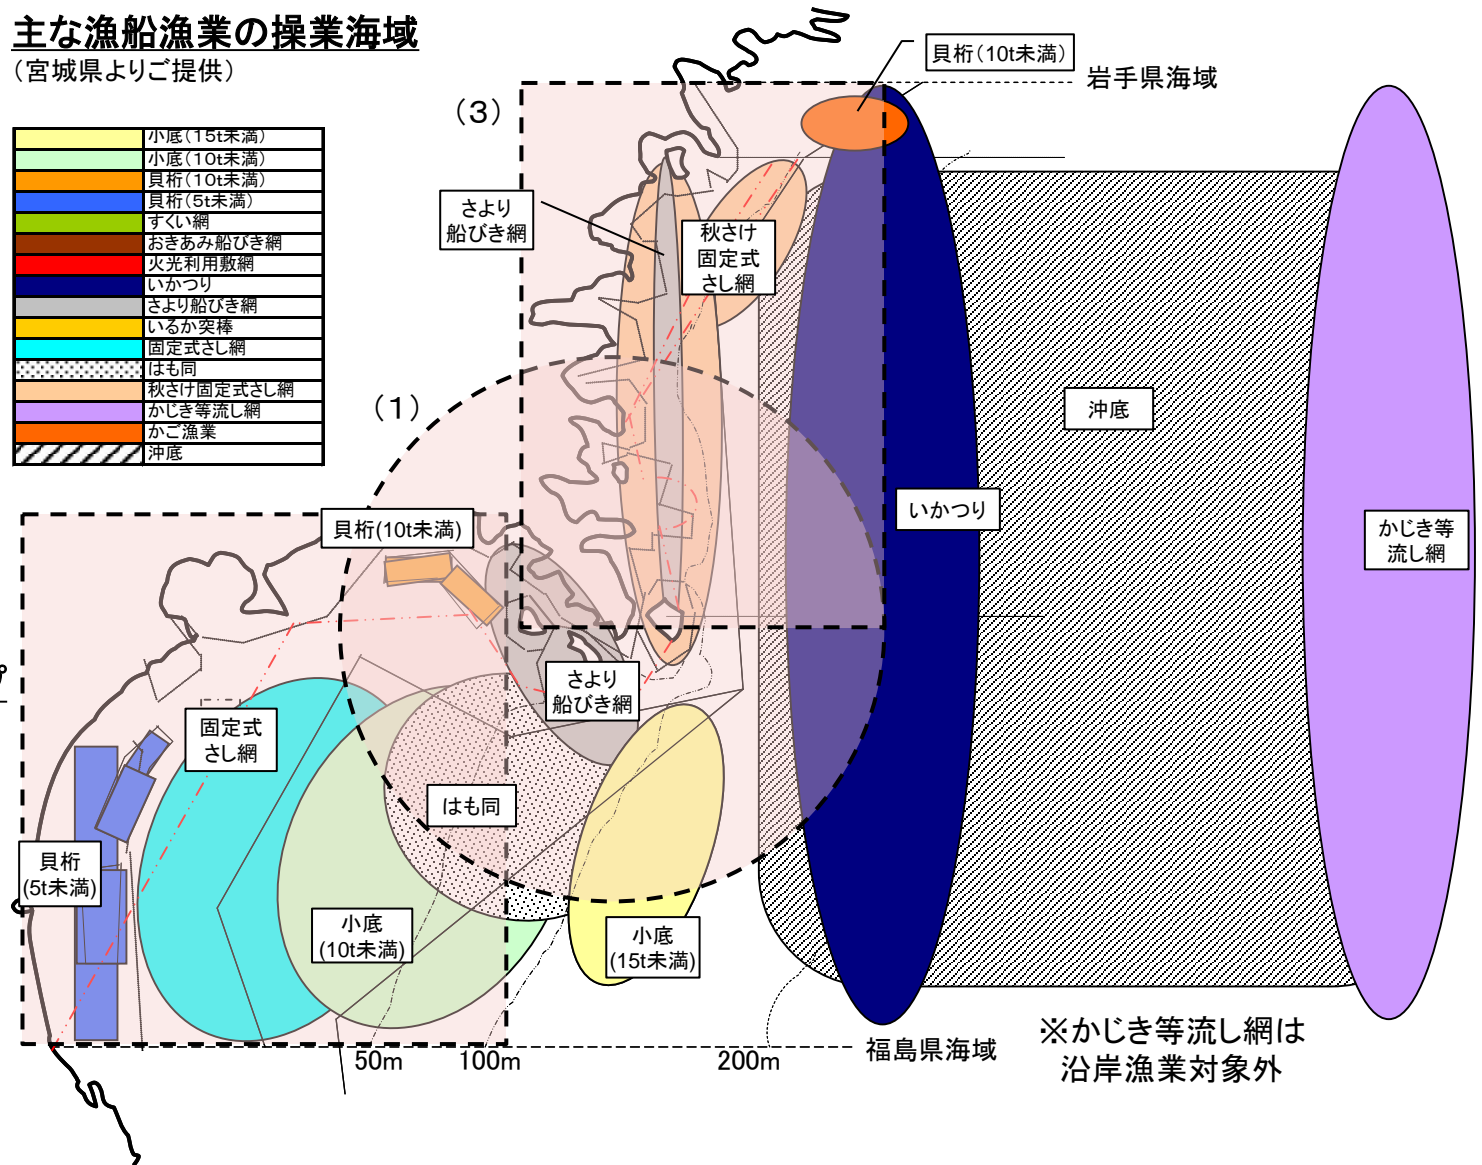 主な漁船漁業の操業海域
（宮城県よりご提供）
小底（15t未満）
小底（10t未満）
貝桁（10t未満）
貝桁（5t未満）
すくい網
おきあみ船びき網
火光利用敷網
いかつり
さより船びき網
いるか突棒
固定式さし網
はも同
秋さけ固定式さし網
かじき等流し網
かご漁業
沖底
（3）
貝桁（10t未満）
岩手県海域
さより
船びき網
秋さけ
固定式
さし網
（1）
沖底
いかつり
かじき等
流し網
貝桁(10t未満)
プ
さより
船びき網
固定式
さし網
はも同
貝桁
(5t未満)
小底
(10t未満)
小底
(15t未満)
50m
100m
200m
福島県海域
※かじき等流し網は
沿岸漁業対象外